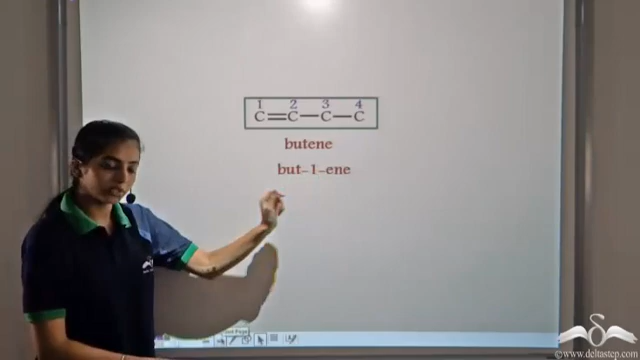 1 2 3 4
C=C—C—C
butene
but-1-ene
©www.deltastep.com